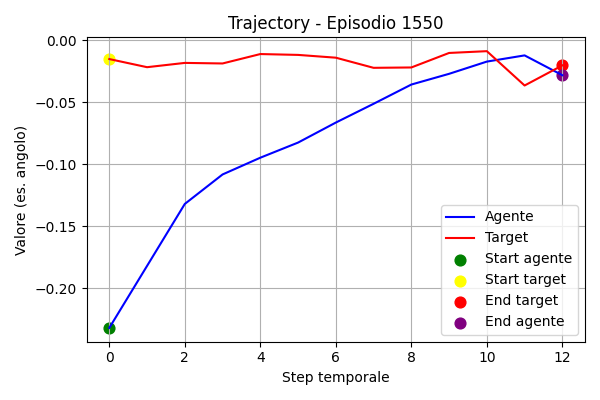 Trajectory - Episodio 1550
Valore (es. angolo)
0.00
−0.05
−0.10
−0.15
−0.20
0 2 4 6 8 10 12
Step temporale
Agente
Target
Start agente
Start target
End target
End agente